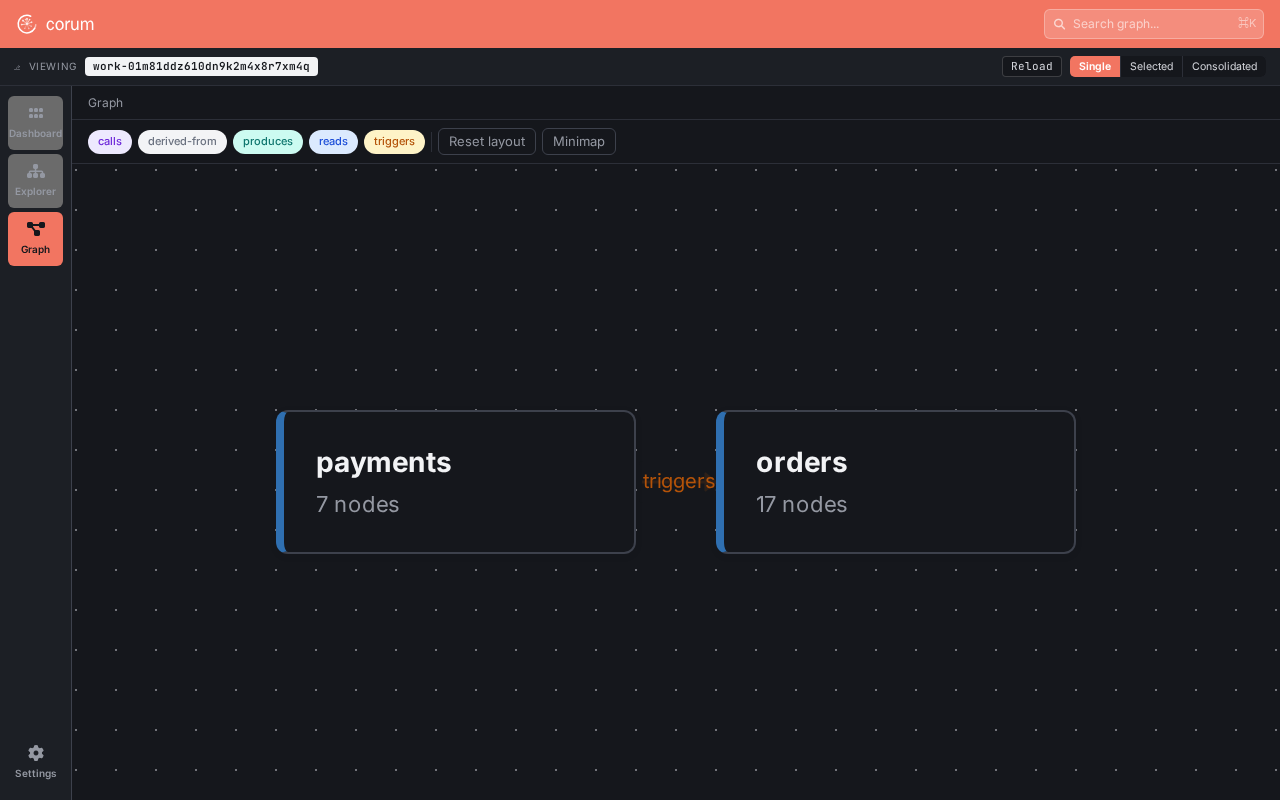 corum
Search graph... ⌘K
VIEWING work-01m81ddz610dn9k2m4x8r7xm4q
Reload Single Selected Consolidated
Dashboard
Explorer
Graph
Settings
Graph
calls derived-from produces reads triggers Reset layout Minimap
payments
7 nodes
triggers
orders
17 nodes